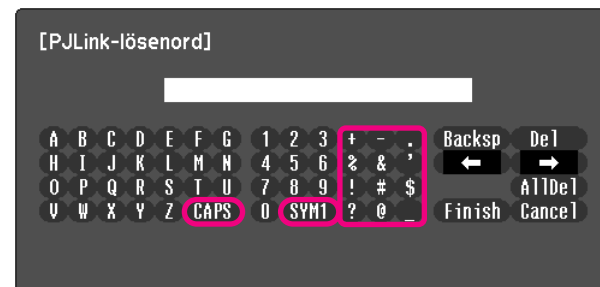 [PJLink-lösenord]
A B C D E F G 1 2 3 + - . Backsp Del
H I J K L M N 4 5 6 % & ' ← →
O P Q R S T U 7 8 9 ! # $ AllDel
V W X Y Z CAPS 0 SYM1 ? @ _ Finish Cancel